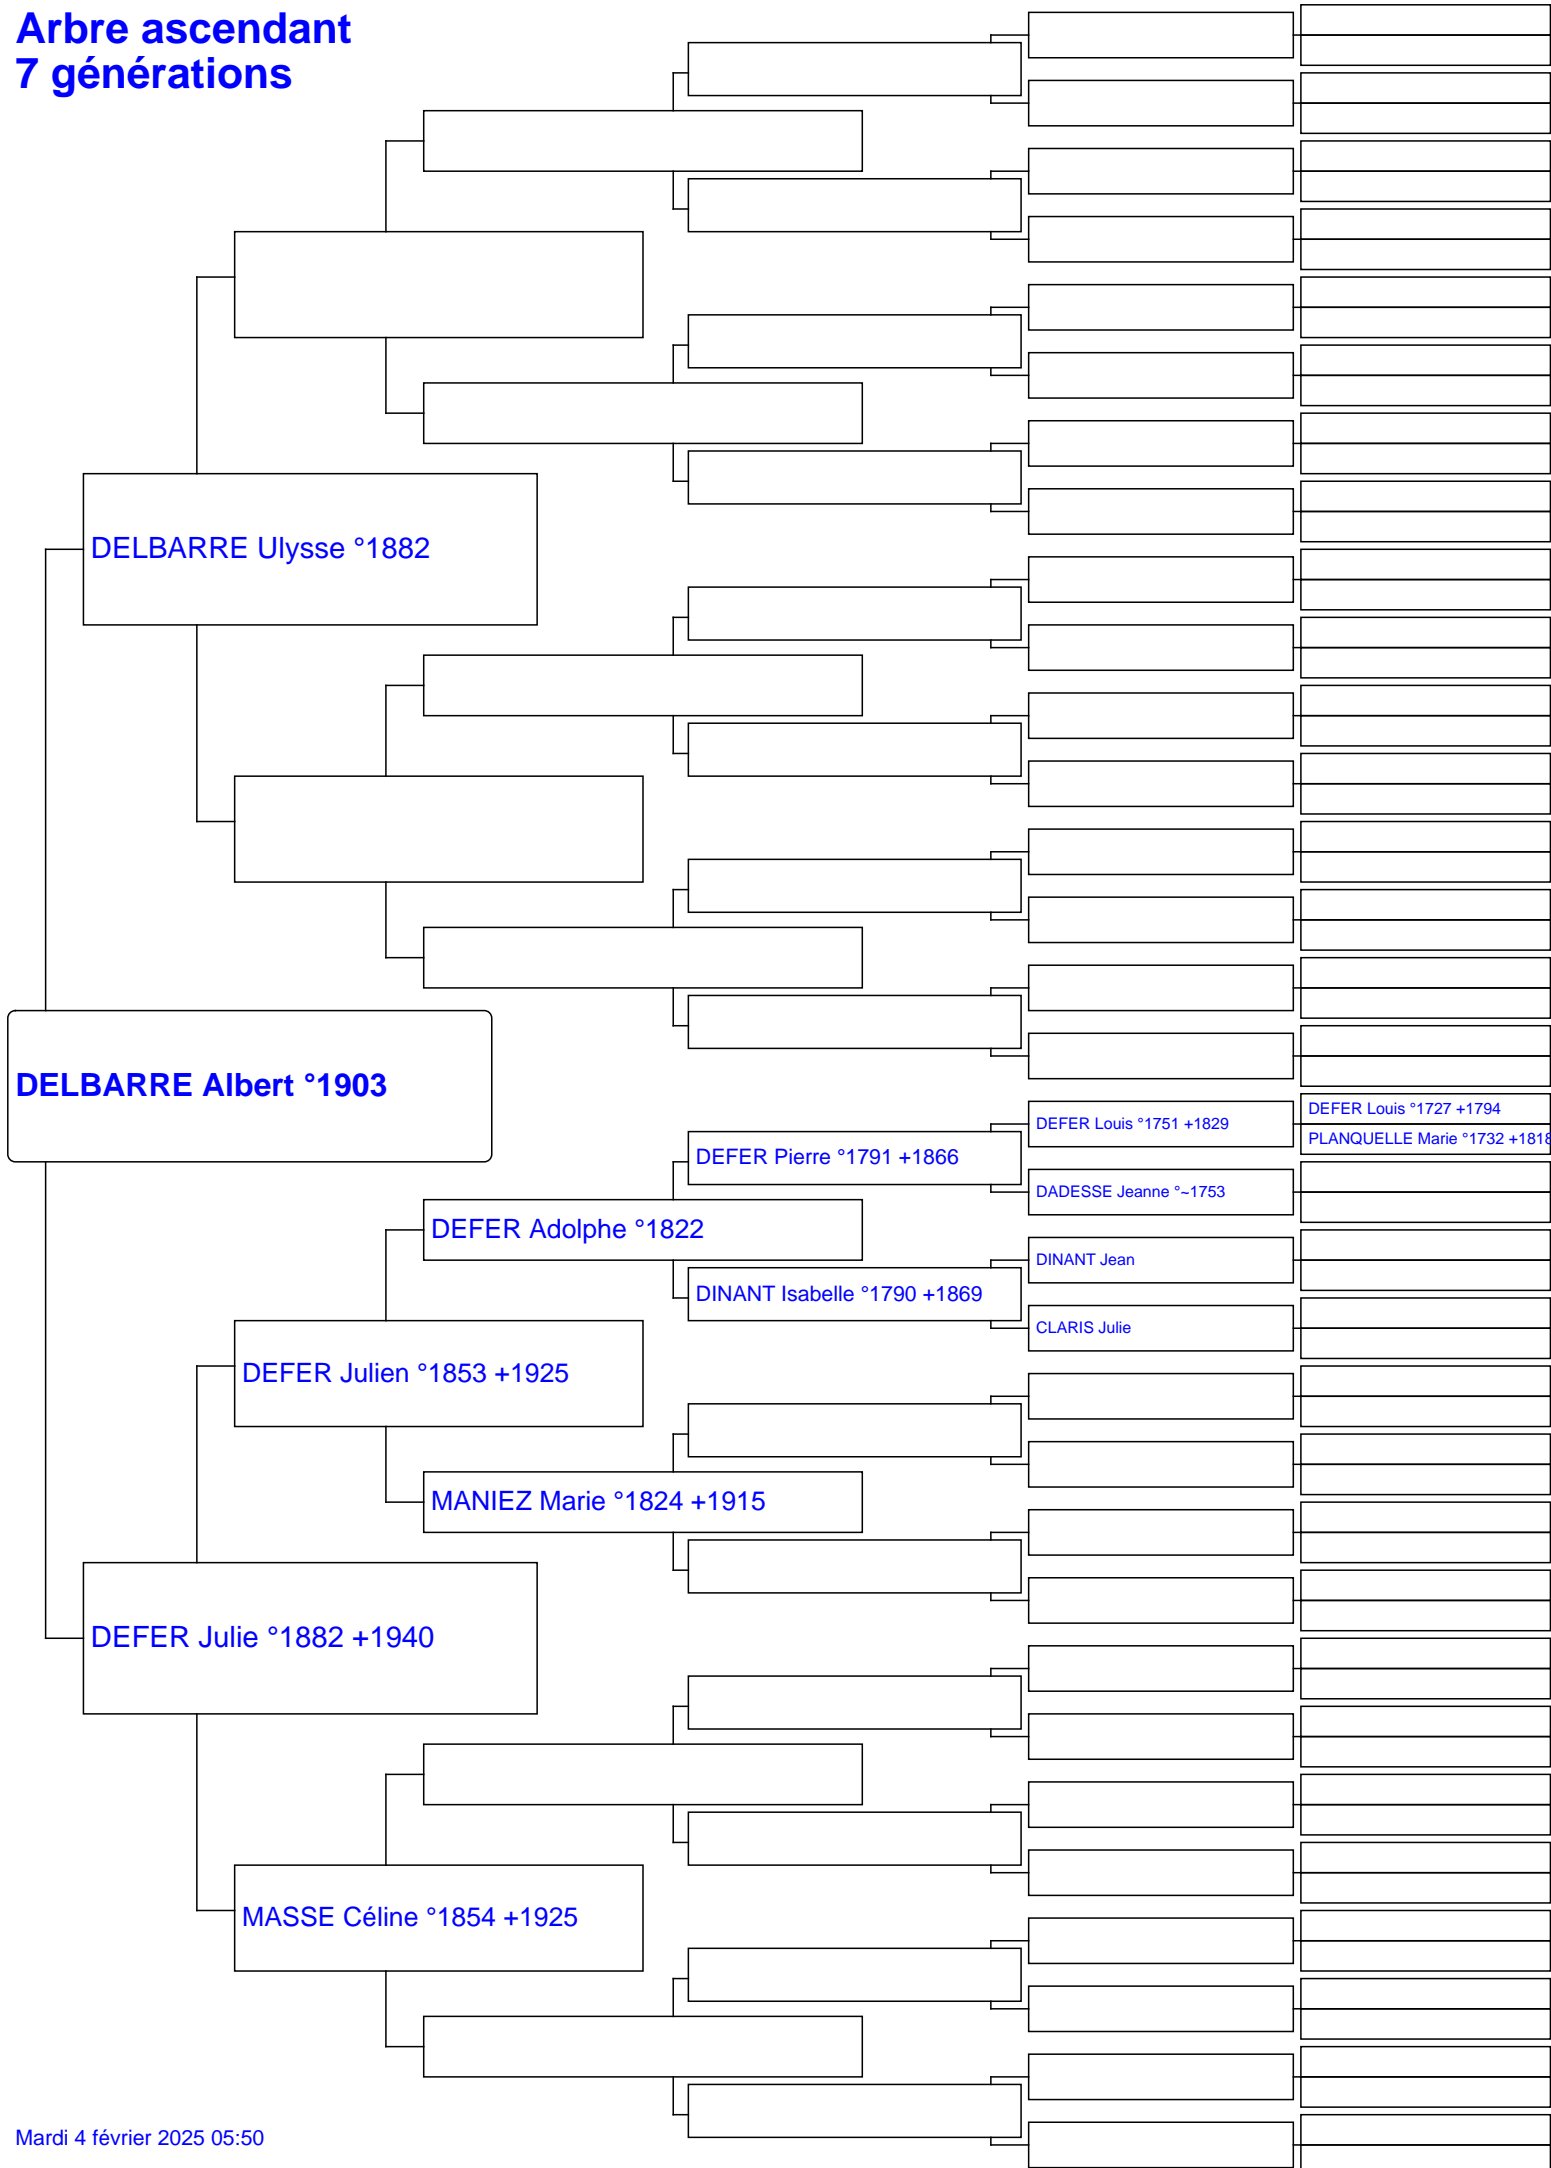 Arbre ascendant
7 générations
DELBARRE Ulysse °1882
DELBARRE Albert °1903
DEFER Louis °1727 +1794
DEFER Louis °1751 +1829
PLANQUELLE Marie °1732 +1818
DEFER Pierre °1791 +1866
DADESSE Jeanne °~1753
DEFER Adolphe °1822
DINANT Jean
DINANT Isabelle °1790 +1869
CLARIS Julie
DEFER Julien °1853 +1925
MANIEZ Marie °1824 +1915
DEFER Julie °1882 +1940
MASSE Céline °1854 +1925
Mardi 4 février 2025 05:50